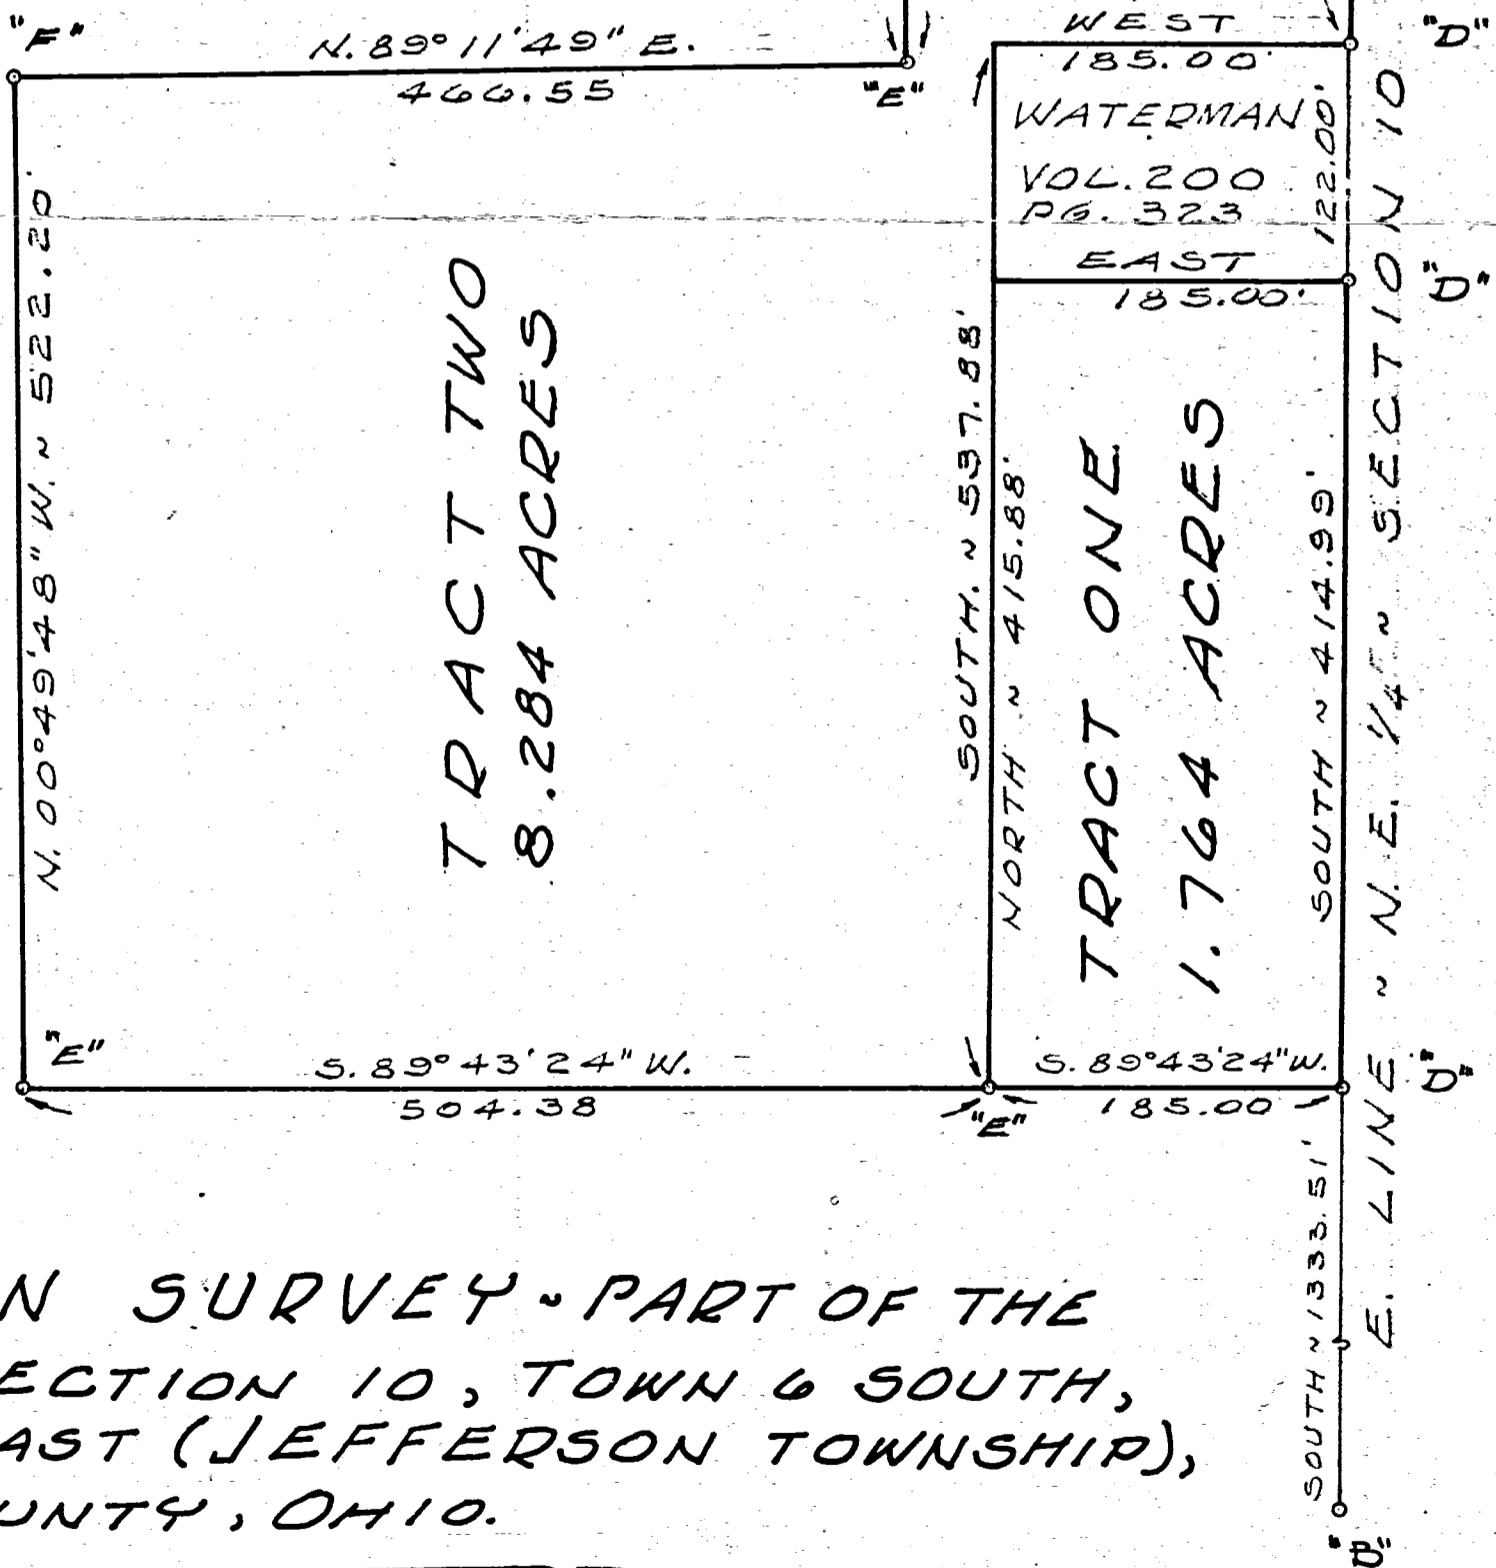 "F"
N. 89° 11' 49" E.
466.55
"E"
WEST
185.00'
"D"
WATERMAN
VOL. 200
PG. 323
122.00'
EAST
185.00'
"D"
N. 00° 49' 48" W. ~ 522.20'
TRACT TWO
8.284 ACRES
SOUTH. ~ 537.88'
NORTH ~ 415.88'
TRACT ONE
1.764 ACRES
SOUTH ~ 414.99'
E. LINE ~ N.E. 1/4 ~ SECTION 10
"E"
S. 89° 43' 24" W.
504.38
"E"
S. 89° 43' 24" W.
185.00
"D"
SOUTH ~ 1333.51'
"B"
N SURVEY ~ PART OF THE
ECTION 10, TOWN 6 SOUTH,
AST (JEFFERSON TOWNSHIP),
UNTY, OHIO.